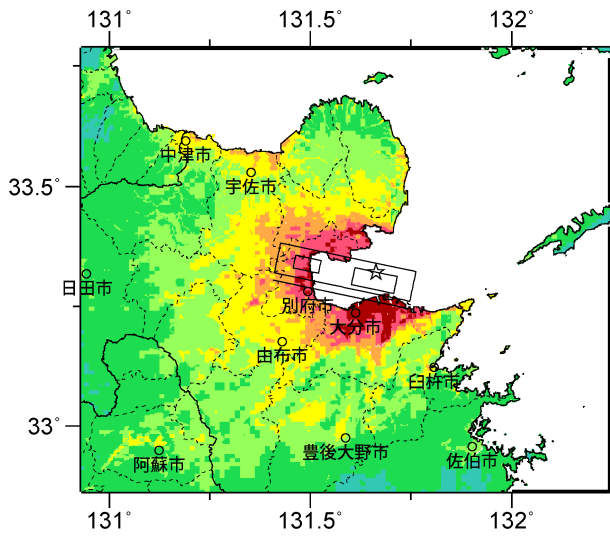 131° 131.5° 132°
中津市
33.5°
宇佐市
日田市
別府市
大分市
由布市
臼杵市
33°
豊後大野市
佐伯市
阿蘇市
131° 131.5° 132°